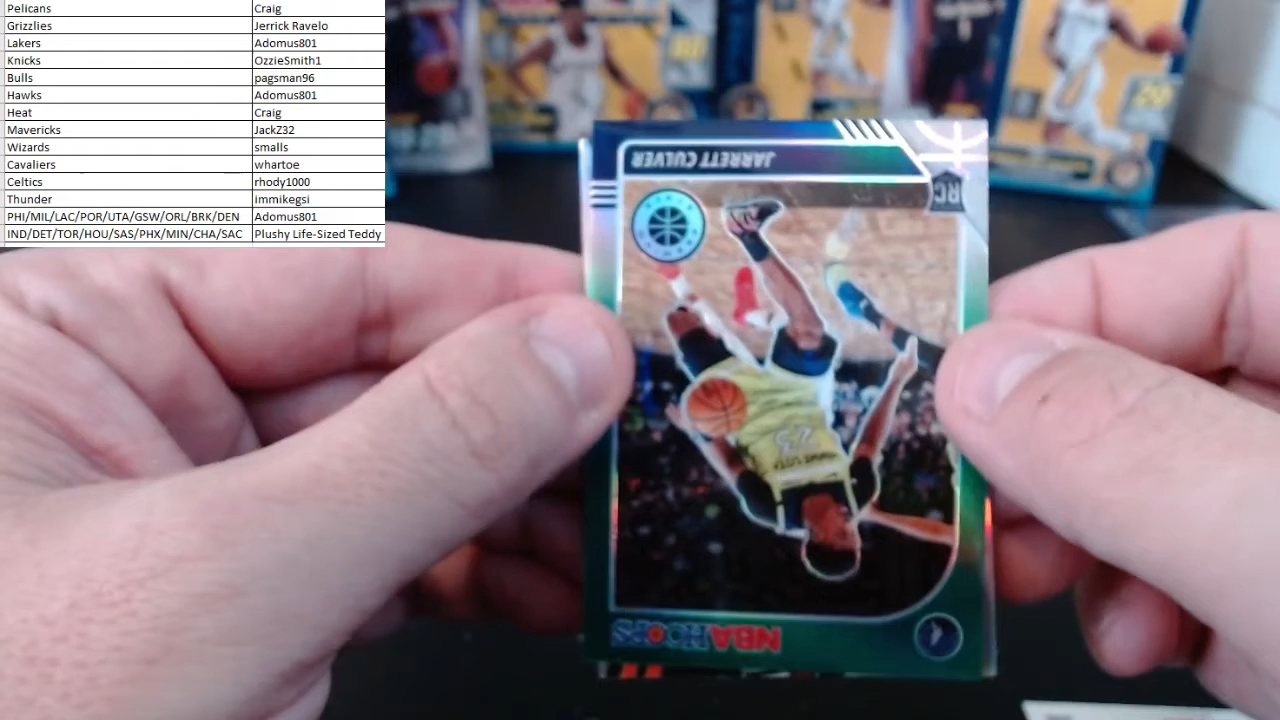 Pelicans Craig
Grizzlies Jerrick Ravelo
Lakers Adomus801
Knicks OzzieSmith1
Bulls pagsman96
Hawks Adomus801
Heat Craig
Mavericks JackZ32
Wizards smalls
Cavaliers whartoe
Celtics rhody1000
Thunder immikegsi
PHI/MIL/LAC/POR/UTA/GSW/ORL/BRK/DEN Adomus801
IND/DET/TOR/HOU/SAS/PHX/MIN/CHA/SAC Plushy Life-Sized Teddy
JARRETT CULVER
RC
23
NBA HOOPS